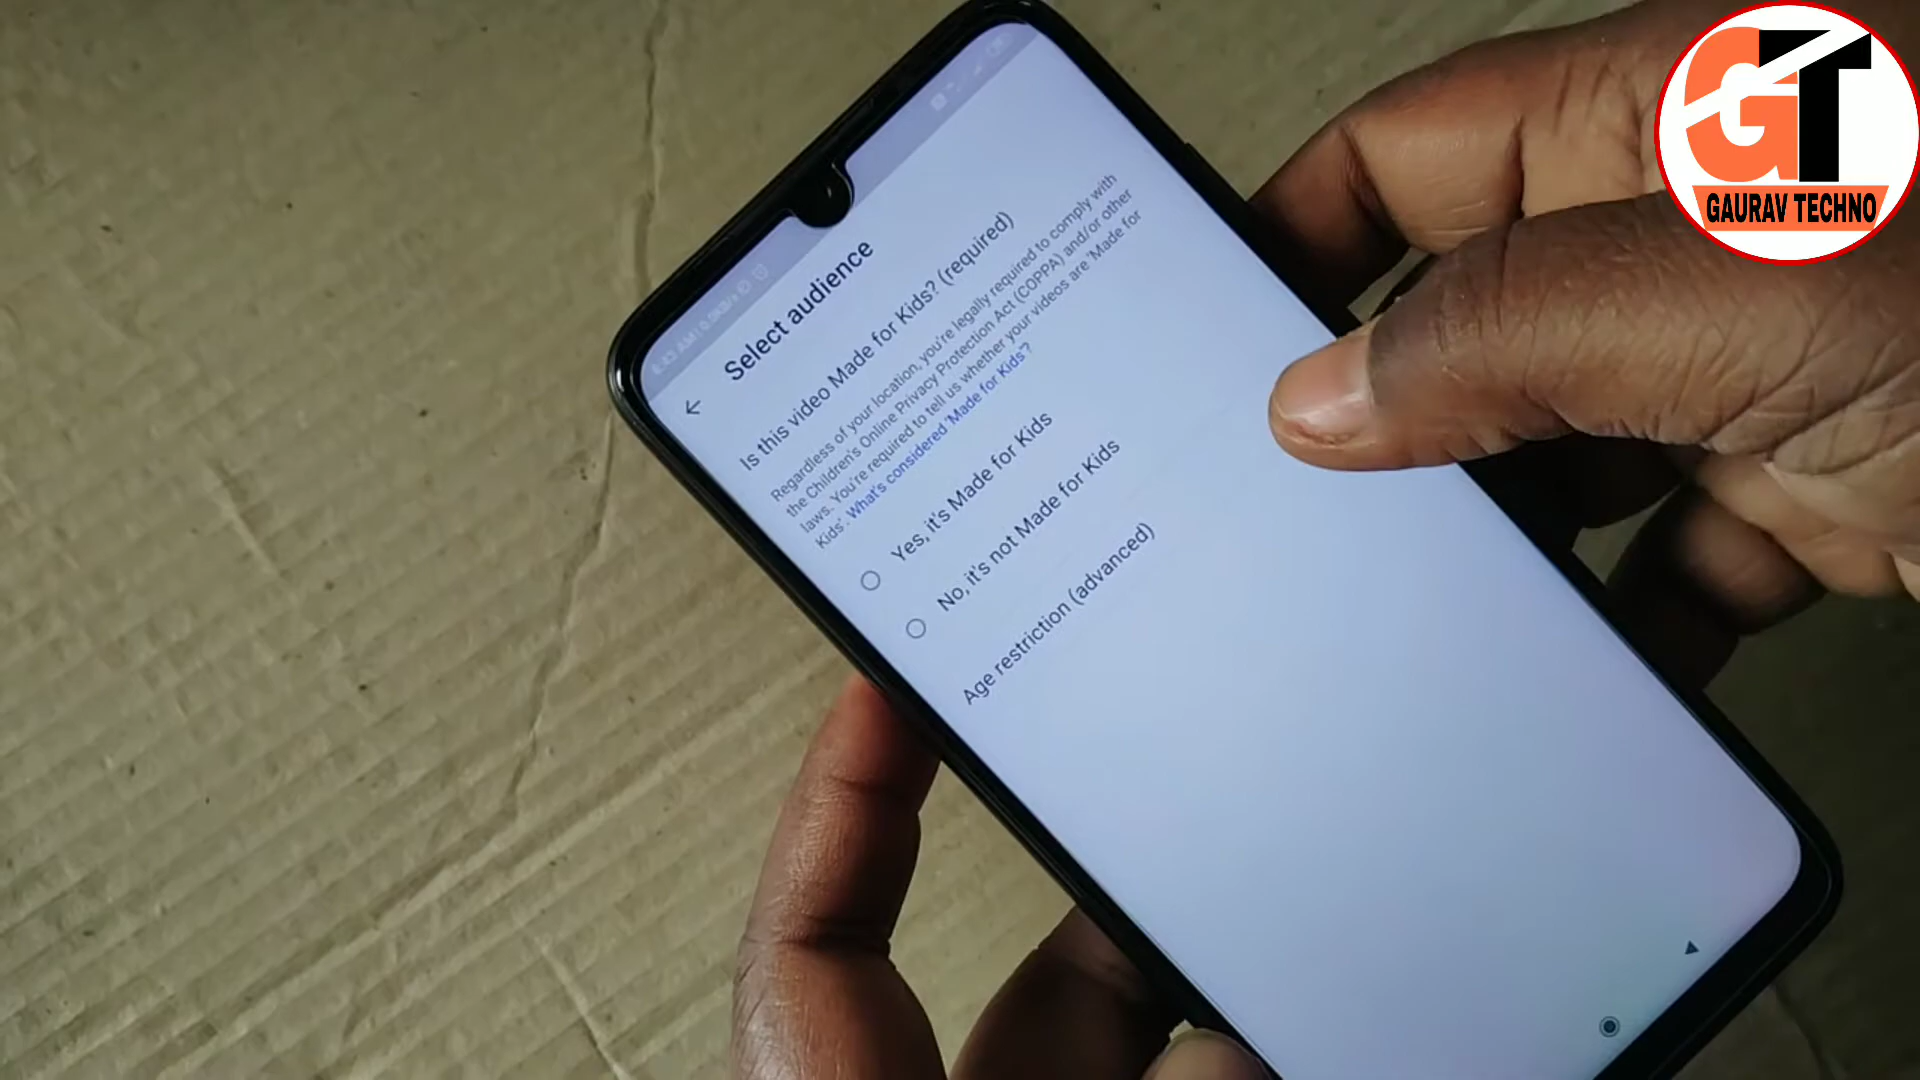 Select audience
Is this video Made for Kids? (required)
Regardless of your location, you're legally required to comply with
the Children's Online Privacy Protection Act (COPPA) and/or other
laws. You're required to tell us whether your videos are 'Made for
Kids'. What's considered 'Made for Kids'?
Yes, it's Made for Kids
No, it's not Made for Kids
Age restriction (advanced)
GT
GAURAV TECHNO